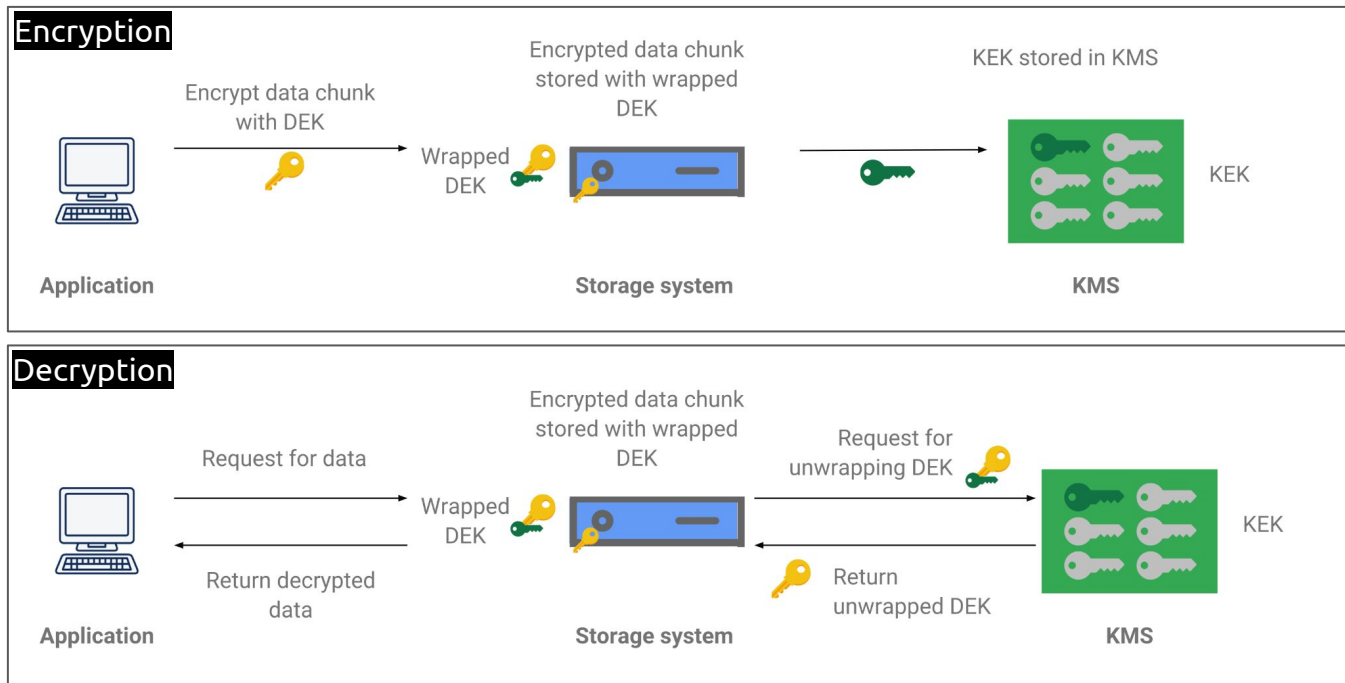 Encryption
Encrypt data chunk
with DEK
Wrapped
DEK
Encrypted data chunk
stored with wrapped
DEK
KEK stored in KMS
KEK
Application
Storage system
KMS
Decryption
Request for data
Return decrypted
data
Wrapped
DEK
Encrypted data chunk
stored with wrapped
DEK
Request for
unwrapping DEK
Return
unwrapped DEK
KEK
Application
Storage system
KMS